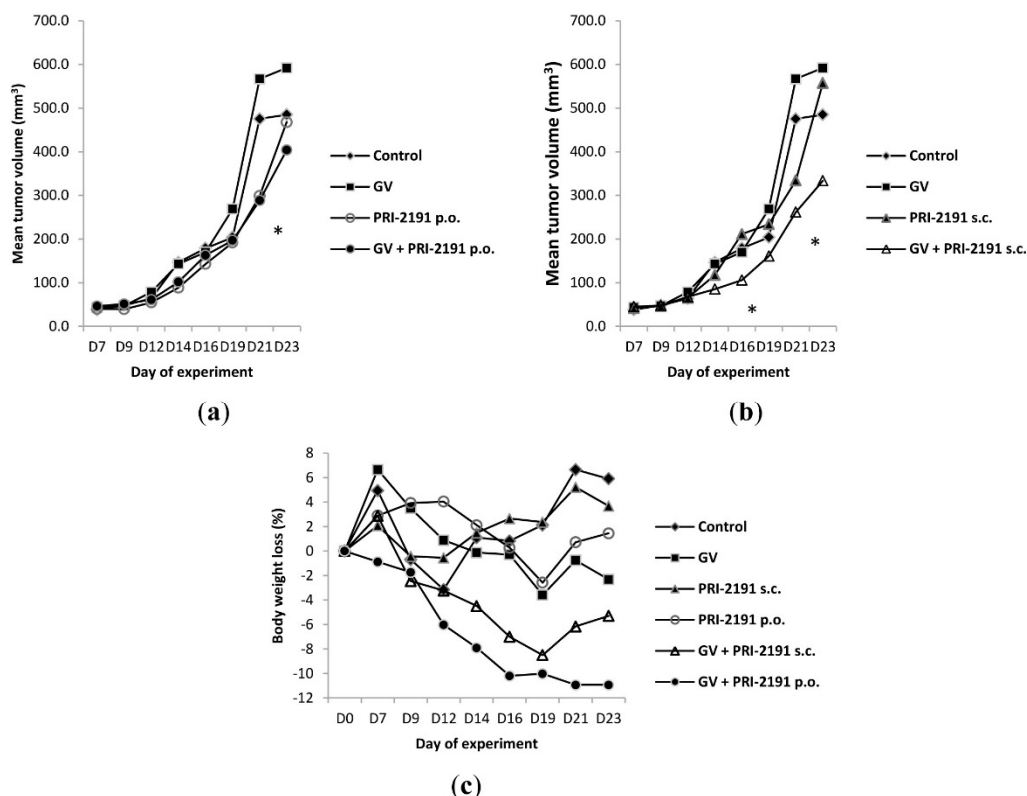 700.0
600.0
500.0
400.0
300.0
200.0
100.0
0.0
Mean tumor volume (mm³)
D7 D9 D12 D14 D16 D19 D21 D23
Day of experiment
*
Control
GV
PRI-2191 p.o.
GV + PRI-2191 p.o.
(a)
700.0
600.0
500.0
400.0
300.0
200.0
100.0
0.0
Mean tumor volume (mm³)
D7 D9 D12 D14 D16 D19 D21 D23
Day of experiment
*
*
Control
GV
PRI-2191 s.c.
GV + PRI-2191 s.c.
(b)
8
6
4
2
0
-2
-4
-6
-8
-10
-12
Body weight loss (%)
D0 D7 D9 D12 D14 D16 D19 D21 D23
Day of experiment
Control
GV
PRI-2191 s.c.
PRI-2191 p.o.
GV + PRI-2191 s.c.
GV + PRI-2191 p.o.
(c)